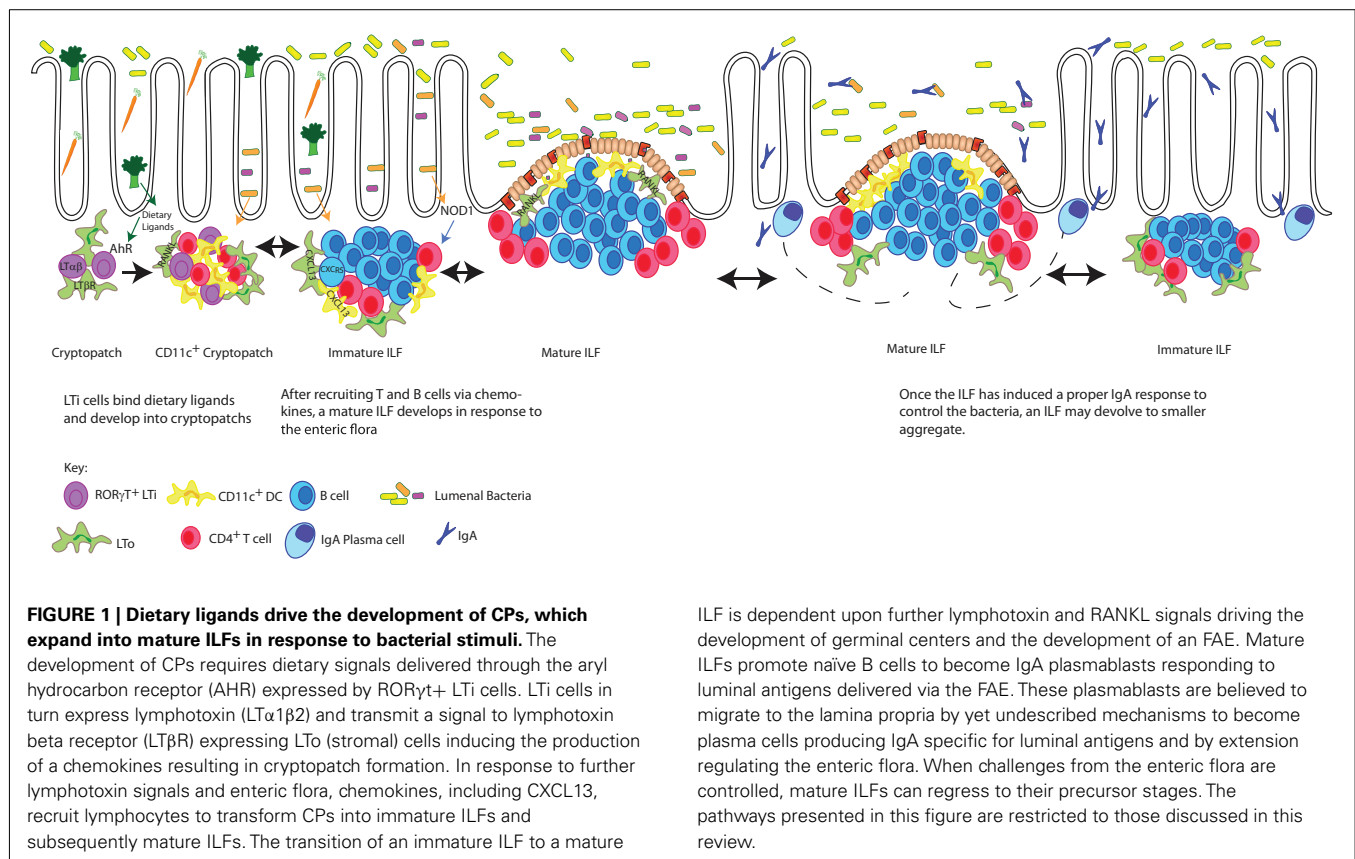 Dietary
Ligands
AhR
LTαβ
LTβR
RANKL
CXCL13
CXCR5
CXCL13
NOD1
RANKL
RANKL
Cryptopatch
CD11c+ Cryptopatch
Immature ILF
Mature ILF
Mature ILF
Immature ILF
LTi cells bind dietary ligands
and develop into cryptopatchs
After recruiting T and B cells via chemo-
kines, a mature ILF develops in response to
the enteric flora
Once the ILF has induced a proper IgA response to
control the bacteria, an ILF may devolve to smaller
aggregate.
Key:
RORγT+ LTi
CD11c+ DC
B cell
Lumenal Bacteria
LTo
CD4+ T cell
IgA Plasma cell
IgA
FIGURE 1 | Dietary ligands drive the development of CPs, which
expand into mature ILFs in response to bacterial stimuli. The
development of CPs requires dietary signals delivered through the aryl
hydrocarbon receptor (AHR) expressed by RORγt+ LTi cells. LTi cells in
turn express lymphotoxin (LTα1β2) and transmit a signal to lymphotoxin
beta receptor (LTβR) expressing LTo (stromal) cells inducing the production
of a chemokines resulting in cryptopatch formation. In response to further
lymphotoxin signals and enteric flora, chemokines, including CXCL13,
recruit lymphocytes to transform CPs into immature ILFs and
subsequently mature ILFs. The transition of an immature ILF to a mature
ILF is dependent upon further lymphotoxin and RANKL signals driving the
development of germinal centers and the development of an FAE. Mature
ILFs promote naïve B cells to become IgA plasmablasts responding to
luminal antigens delivered via the FAE. These plasmablasts are believed to
migrate to the lamina propria by yet undescribed mechanisms to become
plasma cells producing IgA specific for luminal antigens and by extension
regulating the enteric flora. When challenges from the enteric flora are
controlled, mature ILFs can regress to their precursor stages. The
pathways presented in this figure are restricted to those discussed in this
review.